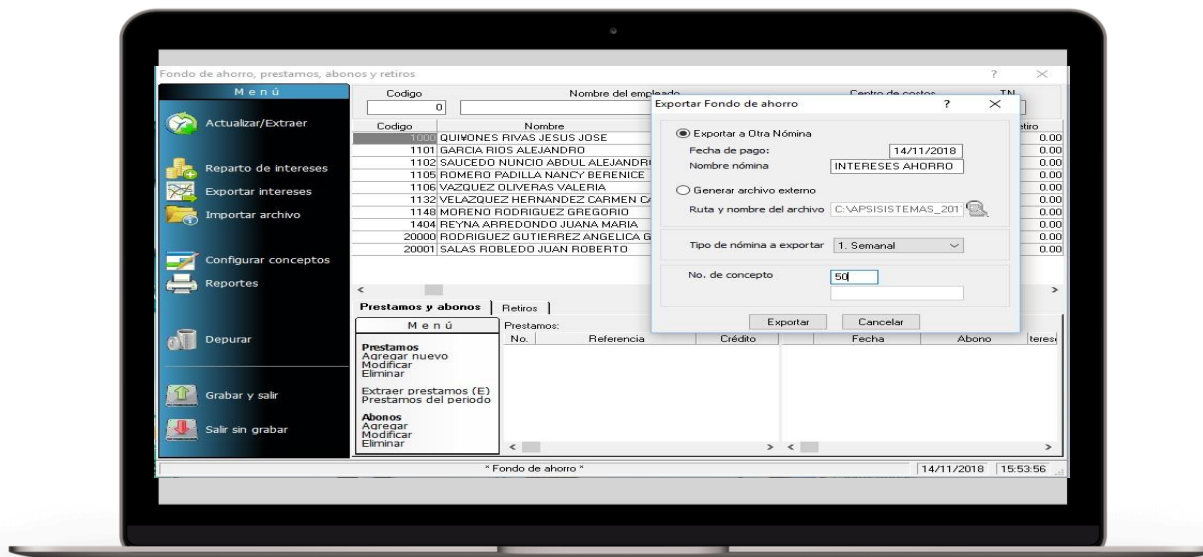 Fondo de ahorro, prestamos, abonos y retiros
Menú
Actualizar/Extraer
Reparto de intereses
Exportar intereses
Importar archivo
Configurar conceptos
Reportes
Depurar
Grabar y salir
Salir sin grabar
Codigo Nombre del empleado Centro de costos TN
0
Codigo Nombre
1000 QUI¥ONES RIVAS JESUS JOSE 0.00
1101 GARCIA RIOS ALEJANDRO 0.00
1102 SAUCEDO NUNCIO ABDUL ALEJANDR 0.00
1105 ROMERO PADILLA NANCY BERENICE 0.00
1106 VAZQUEZ OLIVERAS VALERIA 0.00
1132 VELAZQUEZ HERNANDEZ CARMEN 0.00
1148 MORENO RODRIGUEZ GREGORIO 0.00
1404 REYNA ARREDONDO JUANA MARIA 0.00
20000 RODRIGUEZ GUTIERREZ ANGELICA G 0.00
20001 SALAS ROBLEDO JUAN ROBERTO 0.00
Exportar Fondo de ahorro ?
Exportar a Otra Nómina
Fecha de pago: 14/11/2018
Nombre nómina INTERESES AHORRO
Generar archivo externo
Ruta y nombre del archivo C:\APSISISTEMAS_201
Tipo de nómina a exportar 1. Semanal
No. de concepto 50
Exportar Cancelar
Prestamos y abonos Retiros
Menú
Prestamos
Agregar nuevo
Modificar
Eliminar
Extraer prestamos (E)
Prestamos del periodo
Abonos
Agregar
Modificar
Eliminar
Prestamos:
No. Referencia Crédito Fecha Abono
* Fondo de ahorro * 14/11/2018 15:53:56